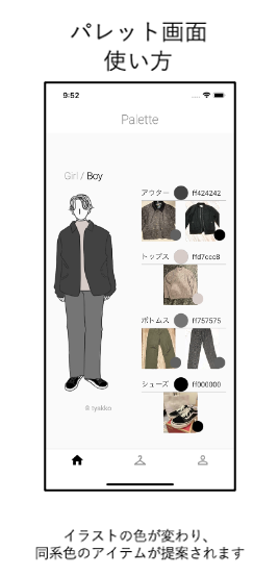 パレット画面
使い方
9:52
Palette
Girl / Boy
アウター ff424242
トップス ffd7ccc8
ボトムス ff757575
シューズ ff000000
© tyakko
イラストの色が変わり、
同系色のアイテムが提案されます